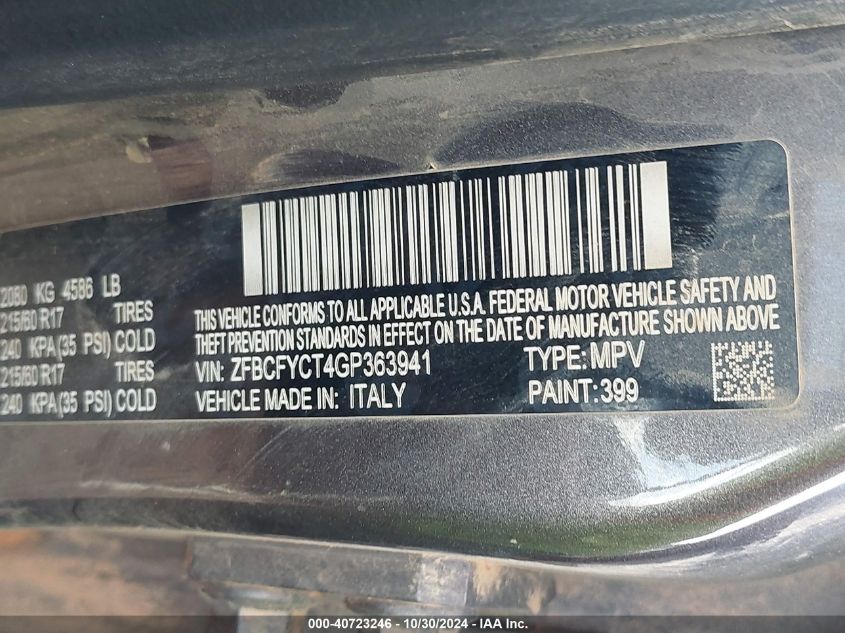 2080 KG 4586 LB
215/60 R17 TIRES
240 KPA(35 PSI) COLD
215/60 R17 TIRES
240 KPA(35 PSI) COLD
THIS VEHICLE CONFORMS TO ALL APPLICABLE U.S.A. FEDERAL MOTOR VEHICLE SAFETY AND
THEFT PREVENTION STANDARDS IN EFFECT ON THE DATE OF MANUFACTURE SHOWN ABOVE
VIN: ZFBCFYCT4GP363941 TYPE: MPV
VEHICLE MADE IN: ITALY PAINT: 399
000-40723246 - 10/30/2024 - IAA Inc.